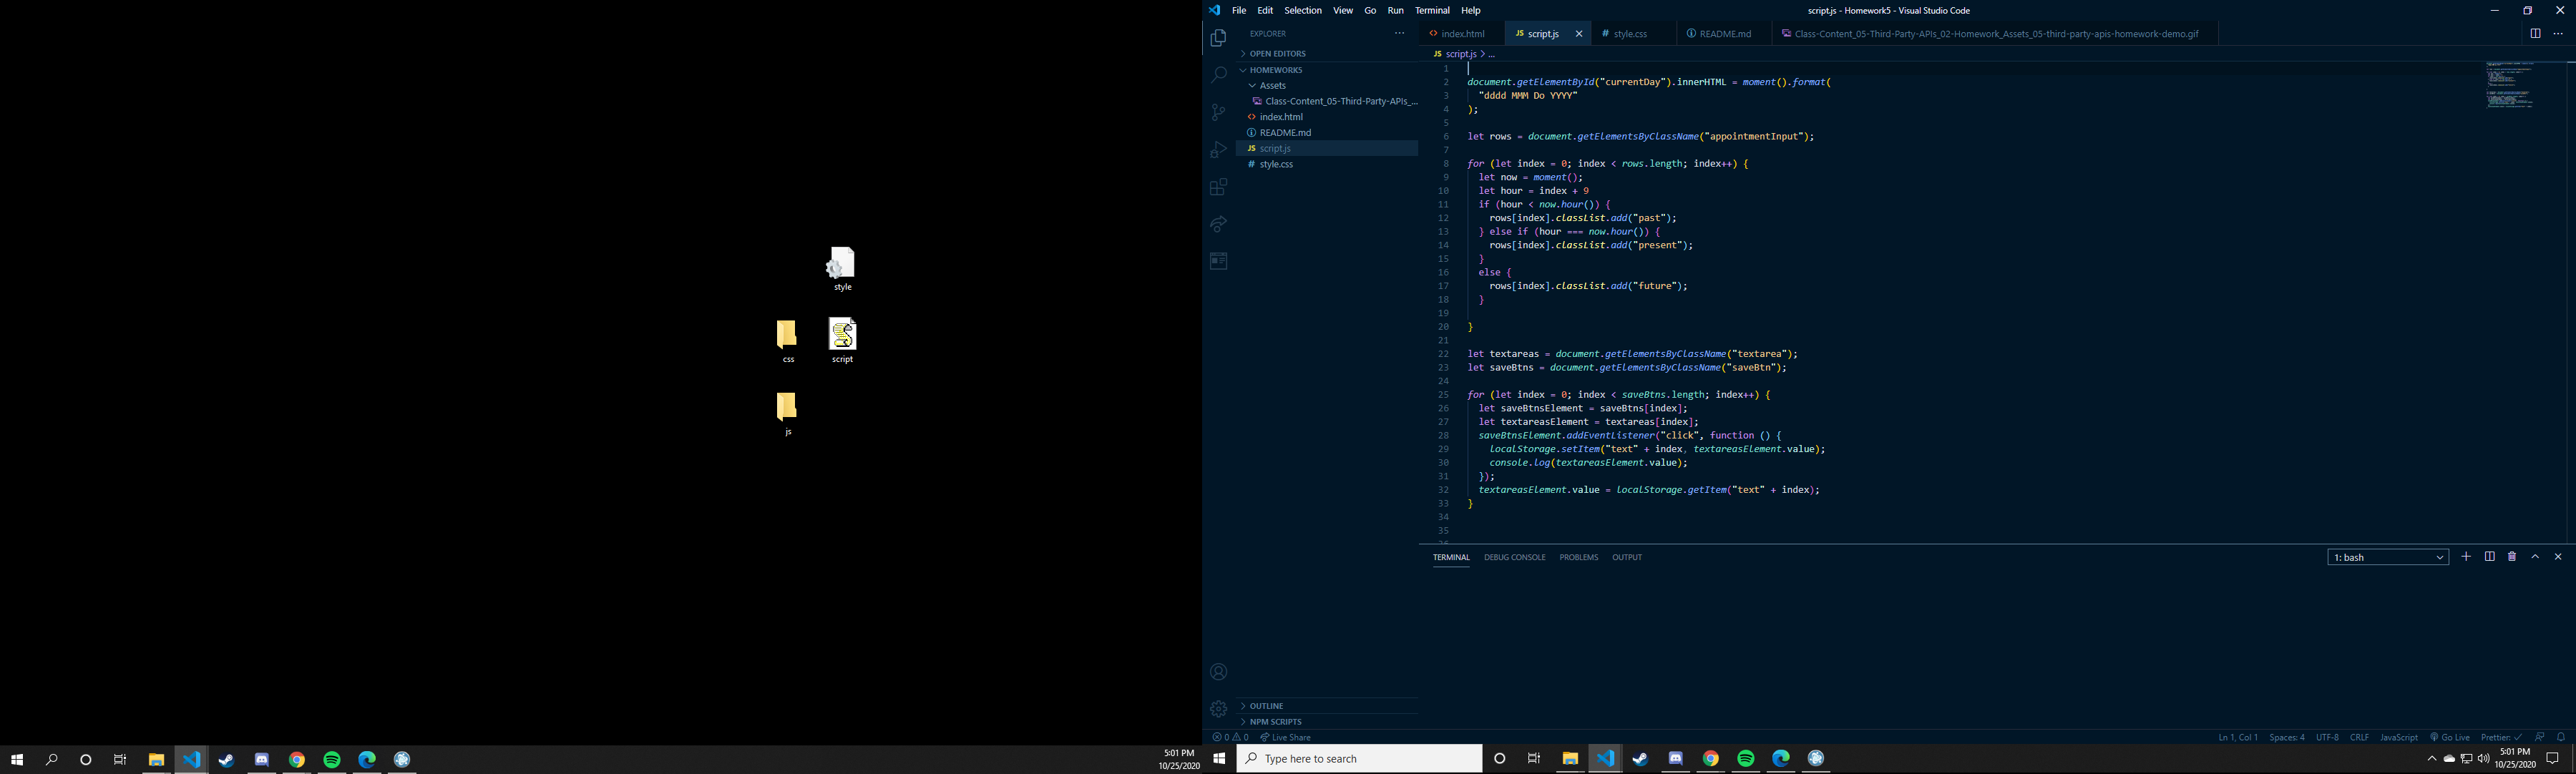 style
css
script
js
5:01 PM
10/25/2020
File Edit Selection View Go Run Terminal Help
script.js - Homework5 - Visual Studio Code
EXPLORER
OPEN EDITORS
HOMEWORK5
Assets
Class-Content_05-Third-Party-APIs_...
index.html
README.md
JS script.js
# style.css
OUTLINE
NPM SCRIPTS
index.html
JS script.js
# style.css
README.md
Class-Content_05-Third-Party-APIs_02-Homework_Assets_05-third-party-apis-homework-demo.gif
JS script.js > ...
1
2 document.getElementById("currentDay").innerHTML = moment().format(
3 "dddd MMM Do YYYY"
4 );
5
6 let rows = document.getElementsByClassName("appointmentInput");
7
8 for (let index = 0; index < rows.length; index++) {
9 let now = moment();
10 let hour = index + 9
11 if (hour < now.hour()) {
12 rows[index].classList.add("past");
13 } else if (hour === now.hour()) {
14 rows[index].classList.add("present");
15 }
16 else {
17 rows[index].classList.add("future");
18 }
19
20 }
21
22 let textareas = document.getElementsByClassName("textarea");
23 let saveBtns = document.getElementsByClassName("saveBtn");
24
25 for (let index = 0; index < saveBtns.length; index++) {
26 let saveBtnsElement = saveBtns[index];
27 let textareasElement = textareas[index];
28 saveBtnsElement.addEventListener("click", function () {
29 localStorage.setItem("text" + index, textareasElement.value);
30 console.log(textareasElement.value);
31 });
32 textareasElement.value = localStorage.getItem("text" + index);
33 }
34
35
TERMINAL DEBUG CONSOLE PROBLEMS OUTPUT
1: bash
0 0 Live Share
Ln 1, Col 1 Spaces: 4 UTF-8 CRLF JavaScript Go Live Prettier: ✓
Type here to search
5:01 PM
10/25/2020